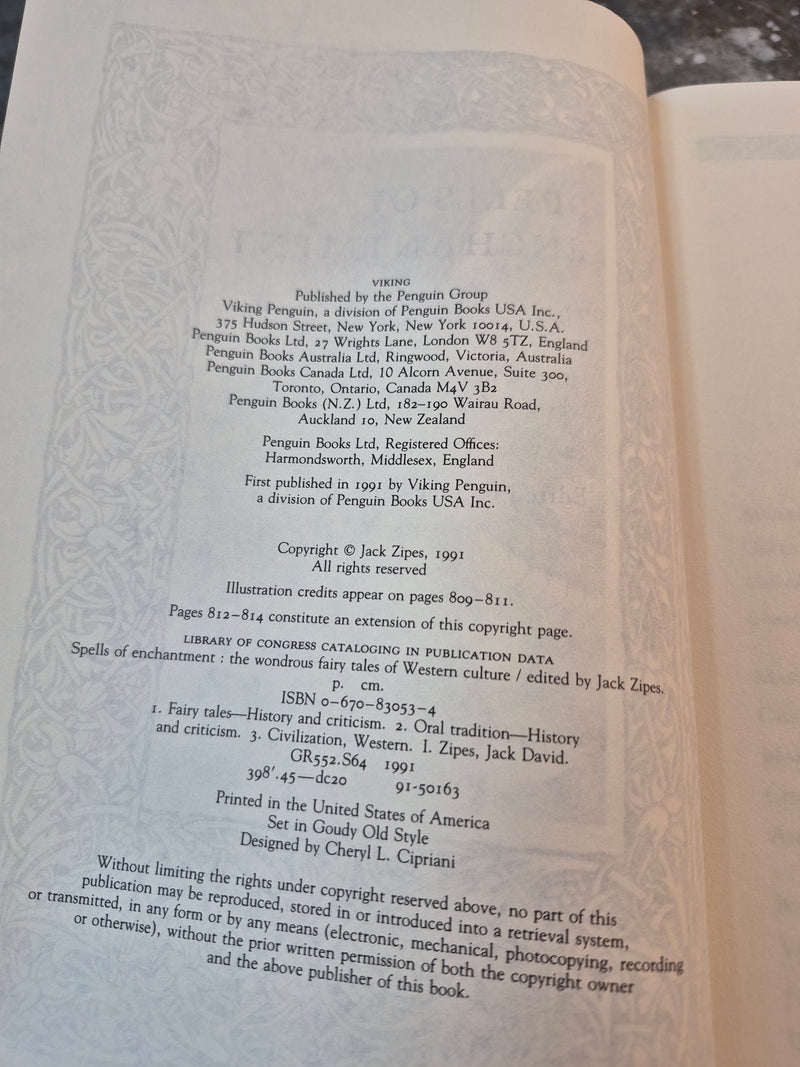 VIKING
Published by the Penguin Group
Viking Penguin, a division of Penguin Books USA Inc.,
375 Hudson Street, New York, New York 10014, U.S.A.
Penguin Books Ltd, 27 Wrights Lane, London W8 5TZ, England
Penguin Books Australia Ltd, Ringwood, Victoria, Australia
Penguin Books Canada Ltd, 10 Alcorn Avenue, Suite 300,
Toronto, Ontario, Canada M4V 3B2
Penguin Books (N.Z.) Ltd, 182–190 Wairau Road,
Auckland 10, New Zealand
Penguin Books Ltd, Registered Offices:
Harmondsworth, Middlesex, England
First published in 1991 by Viking Penguin,
a division of Penguin Books USA Inc.
Copyright © Jack Zipes, 1991
All rights reserved
Illustration credits appear on pages 809–811.
Pages 812–814 constitute an extension of this copyright page.
LIBRARY OF CONGRESS CATALOGING IN PUBLICATION DATA
Spells of enchantment : the wondrous fairy tales of Western culture / edited by Jack Zipes.
p. cm.
ISBN 0–670–83053–4
1. Fairy tales—History and criticism. 2. Oral tradition—History
and criticism. 3. Civilization, Western. I. Zipes, Jack David.
GR552.S64 1991
398'.45—dc20 91-50163
Printed in the United States of America
Set in Goudy Old Style
Designed by Cheryl L. Cipriani
Without limiting the rights under copyright reserved above, no part of this
publication may be reproduced, stored in or introduced into a retrieval system,
or transmitted, in any form or by any means (electronic, mechanical, photocopying, recording
or otherwise), without the prior written permission of both the copyright owner
and the above publisher of this book.